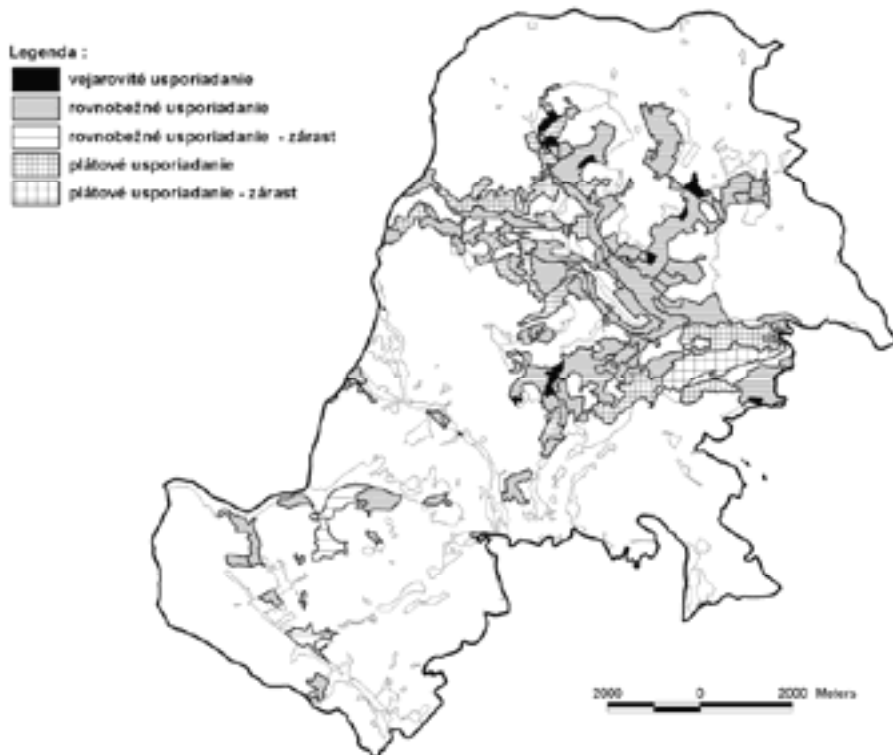 Legenda :
vejarovité usporiadanie
rovnobežné usporiadanie
rovnobežné usporiadanie - zárast
plátové usporiadanie
plátové usporiadanie - zárast
2000 0 2000 Meters